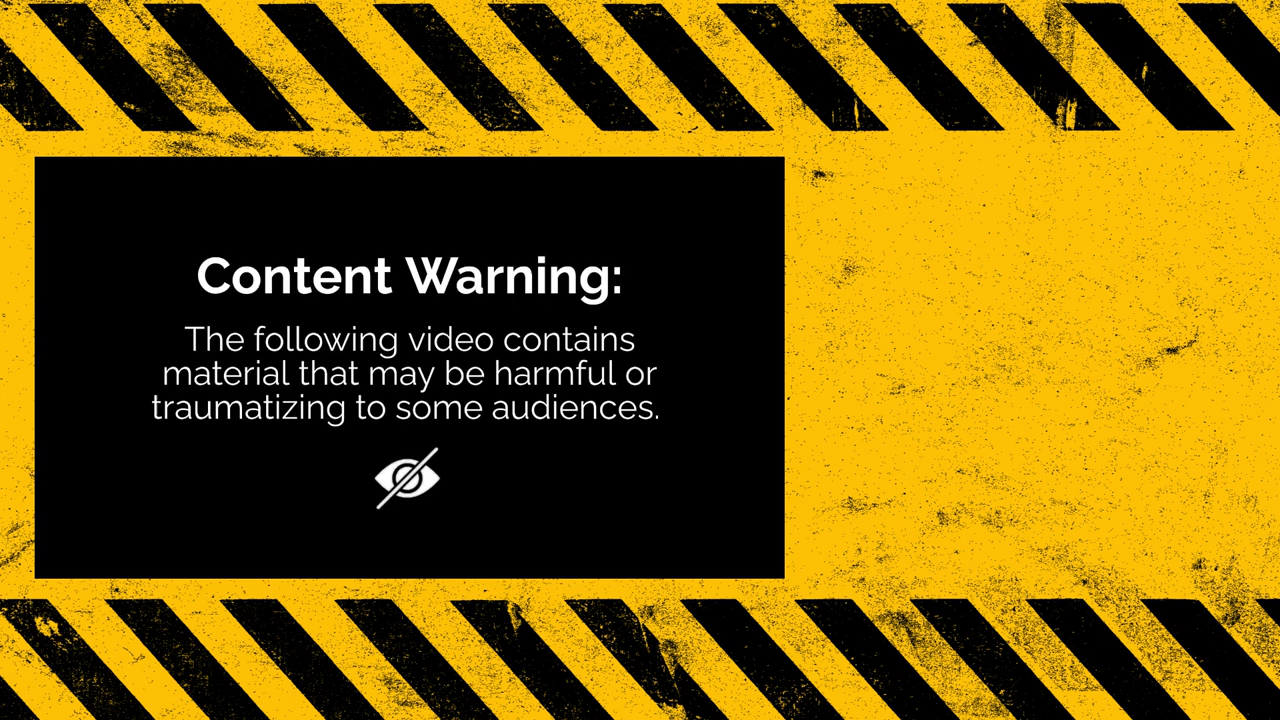 Content Warning:
The following video contains
material that may be harmful or
traumatizing to some audiences.